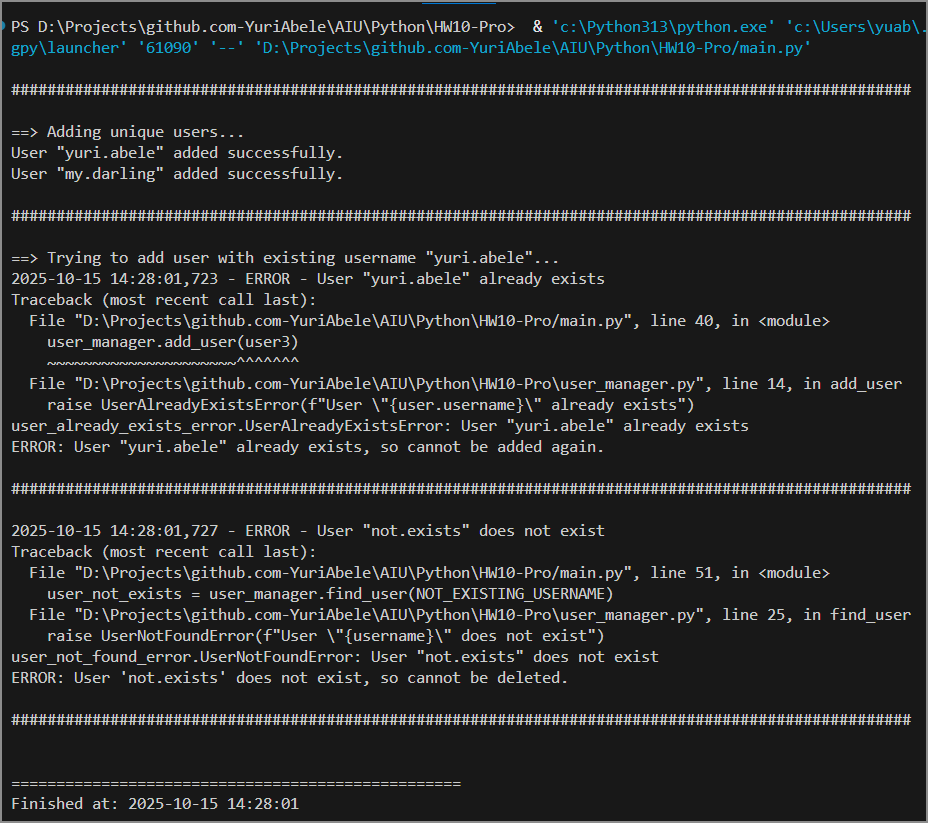 PS D:\Projects\github.com-YuriAbele\AIU\Python\HW10-Pro>  & 'c:\Python313\python.exe' 'c:\Users\yuab\.
gpy\launcher' '61090' '--' 'D:\Projects\github.com-YuriAbele\AIU\Python\HW10-Pro/main.py'
####################################################################################################
==> Adding unique users...
User "yuri.abele" added successfully.
User "my.darling" added successfully.
####################################################################################################
==> Trying to add user with existing username "yuri.abele"...
2025-10-15 14:28:01,723 - ERROR - User "yuri.abele" already exists
Traceback (most recent call last):
  File "D:\Projects\github.com-YuriAbele\AIU\Python\HW10-Pro/main.py", line 40, in <module>
    user_manager.add_user(user3)
    ~~~~~~~~~~~~~~~~~~~~~^^^^^^^
  File "D:\Projects\github.com-YuriAbele\AIU\Python\HW10-Pro\user_manager.py", line 14, in add_user
    raise UserAlreadyExistsError(f"User \"{user.username}\" already exists")
user_already_exists_error.UserAlreadyExistsError: User "yuri.abele" already exists
ERROR: User "yuri.abele" already exists, so cannot be added again.
####################################################################################################
2025-10-15 14:28:01,727 - ERROR - User "not.exists" does not exist
Traceback (most recent call last):
  File "D:\Projects\github.com-YuriAbele\AIU\Python\HW10-Pro/main.py", line 51, in <module>
    user_not_exists = user_manager.find_user(NOT_EXISTING_USERNAME)
  File "D:\Projects\github.com-YuriAbele\AIU\Python\HW10-Pro\user_manager.py", line 25, in find_user
    raise UserNotFoundError(f"User \"{username}\" does not exist")
user_not_found_error.UserNotFoundError: User "not.exists" does not exist
ERROR: User 'not.exists' does not exist, so cannot be deleted.
####################################################################################################
==================================================
Finished at: 2025-10-15 14:28:01